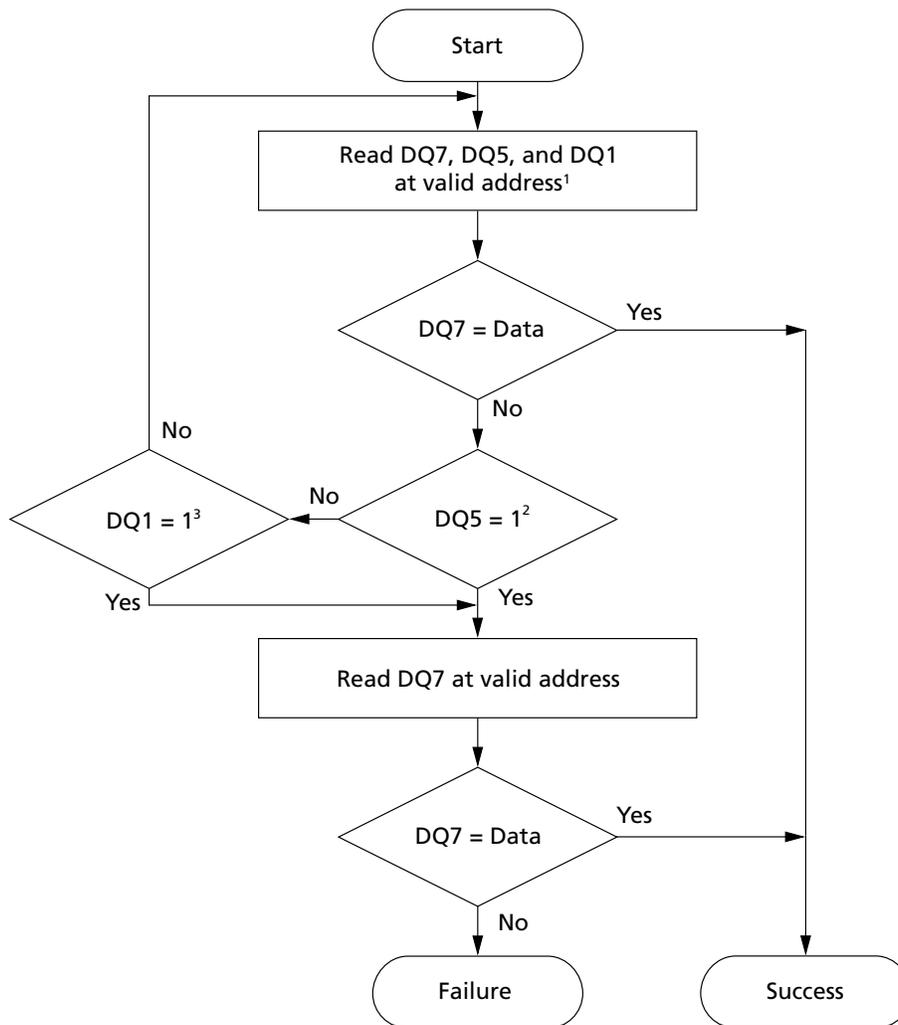 Start
Read DQ7, DQ5, and DQ1
at valid address¹
DQ7 = Data
Yes
No
No
DQ1 = 1³
No
DQ5 = 1²
Yes
Yes
Read DQ7 at valid address
DQ7 = Data
Yes
No
Failure
Success